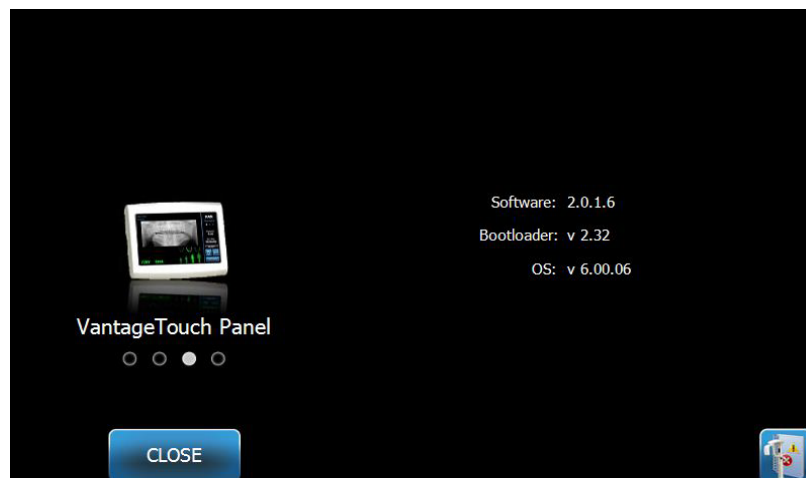 Software: 2.0.1.6
Bootloader: v 2.32
OS: v 6.00.06
VantageTouch Panel
CLOSE